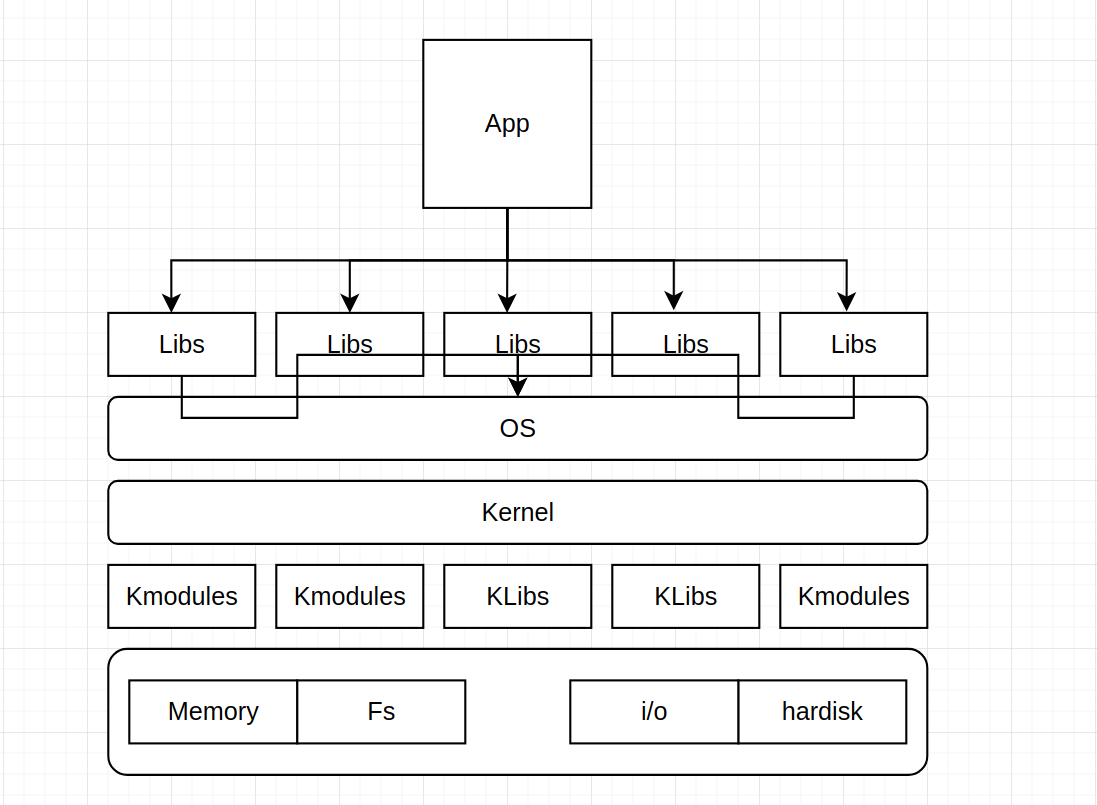 App
Libs
Libs
Libs
Libs
Libs
OS
Kernel
Kmodules
Kmodules
KLibs
KLibs
Kmodules
Memory
Fs
i/o
hardisk